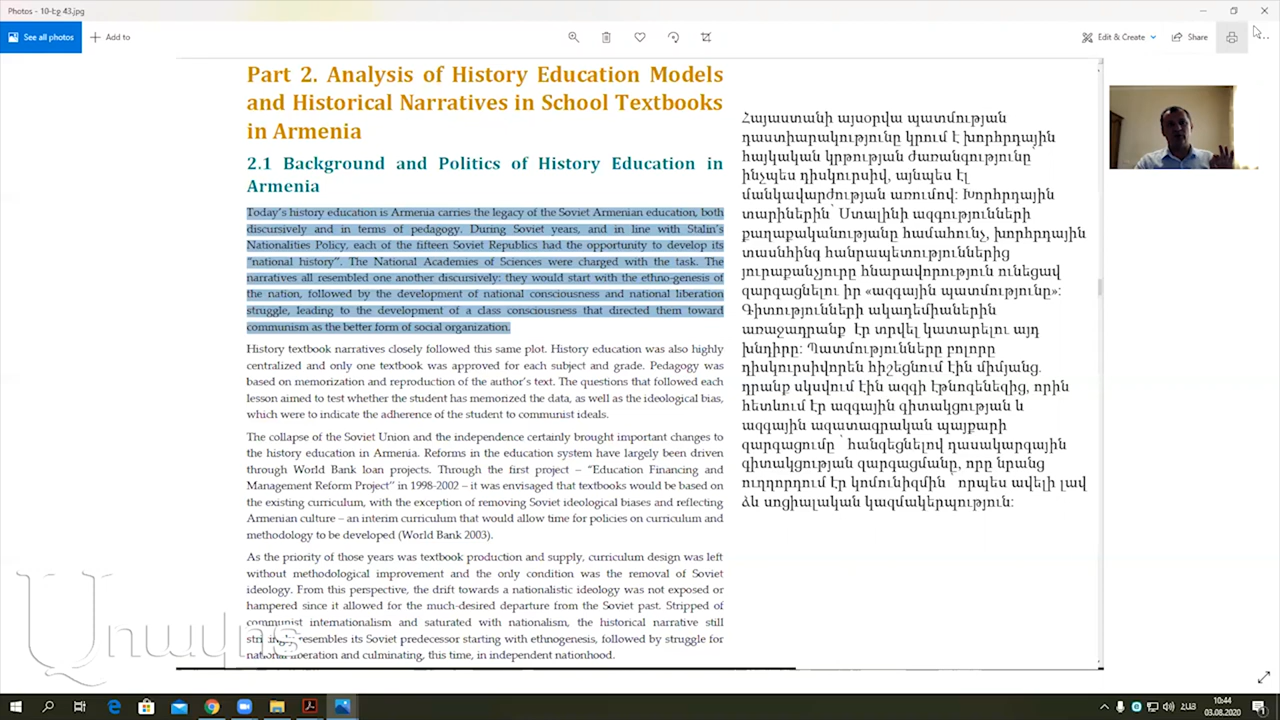 Photos - 10-էջ 43.jpg
See all photos
Add to
Edit & Create
Share
Part 2. Analysis of History Education Models
and Historical Narratives in School Textbooks
in Armenia
2.1 Background and Politics of History Education in
Armenia
Today's history education is Armenia carries the legacy of the Soviet Armenian education, both
discursively and in terms of pedagogy. During Soviet years, and in line with Stalin's
Nationalities Policy, each of the fifteen Soviet Republics had the opportunity to develop its
"national history". The National Academies of Sciences were charged with the task. The
narratives all resembled one another discursively: they would start with the ethno-genesis of
the nation, followed by the development of national consciousness and national liberation
struggle, leading to the development of a class consciousness that directed them toward
communism as the better form of social organization.
History textbook narratives closely followed this same plot. History education was also highly
centralized and only one textbook was approved for each subject and grade. Pedagogy was
based on memorization and reproduction of the author's text. The questions that followed each
lesson aimed to test whether the student has memorized the data, as well as the ideological bias,
which were to indicate the adherence of the student to communist ideals.
The collapse of the Soviet Union and the independence certainly brought important changes to
the history education in Armenia. Reforms in the education system have largely been driven
through World Bank loan projects. Through the first project – "Education Financing and
Management Reform Project" in 1998-2002 – it was envisaged that textbooks would be based on
the existing curriculum, with the exception of removing Soviet ideological biases and reflecting
Armenian culture – an interim curriculum that would allow time for policies on curriculum and
methodology to be developed (World Bank 2003).
As the priority of those years was textbook production and supply, curriculum design was left
without methodological improvement and the only condition was the removal of Soviet
ideology. From this perspective, the drift towards a nationalistic ideology was not exposed or
hampered since it allowed for the much-desired departure from the Soviet past. Stripped of
communist internationalism and saturated with nationalism, the historical narrative still
resembles its Soviet predecessor starting with ethnogenesis, followed by struggle for
national liberation and culminating, this time, in independent nationhood.
Հայաստանի այսօրվա պատմության
դաստիարակությունը կրում է խորհրդային
հայկական կրթության ժառանգությունը
ինչպես դիսկուրսիվ, այնպես էլ
մանկավարժության առումով։ Խորհրդային
տարիներին՝ Ստալինի ազգությունների
քաղաքականությանը համահունչ, խորհրդային
տասնհինգ հանրապետություններից
յուրաքանչյուրը հնարավորություն ունեցավ
զարգացնելու իր «ազգային պատմությունը»։
Գիտությունների ակադեմիաներին
առաջադրանք էր տրվել կատարելու այդ
խնդիրը։ Պատմությունները բոլորը
դիսկուրսիվորեն հիշեցնում էին միմյանց.
դրանք սկսվում էին ազգի էթնոգենեզից, որին
հետևում էր ազգային գիտակցության և
ազգային ազատագրական պայքարի
զարգացումը ՝ հանգեցնելով դասակարգային
գիտակցության զարգացմանը, որը նրանց
ուղղորդում էր կոմունիզմին ՝ որպես ավելի լավ
ձև սոցիալական կազմակերպություն։
Դոսյես
ՀԱՅ
10:44
03.08.2020